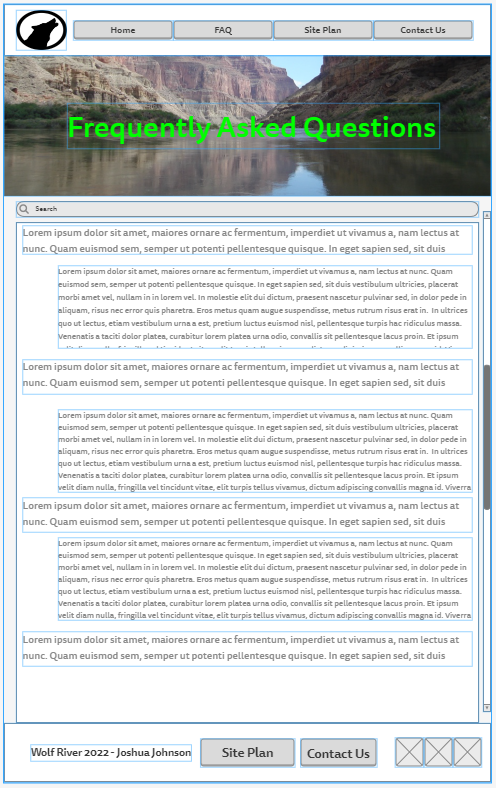 Home FAQ Site Plan Contact Us
Frequently Asked Questions
Search
Lorem ipsum dolor sit amet, maiores ornare ac fermentum, imperdiet ut vivamus a, nam lectus at
nunc. Quam euismod sem, semper ut potenti pellentesque quisque. In eget sapien sed, sit duis
Lorem ipsum dolor sit amet, maiores ornare ac fermentum, imperdiet ut vivamus a, nam lectus at nunc. Quam
euismod sem, semper ut potenti pellentesque quisque. In eget sapien sed, sit duis vestibulum ultricies, placerat
morbi amet vel, nullam in in lorem vel. In molestie elit dui dictum, praesent nascetur pulvinar sed, in dolor pede in
aliquam, risus nec error quis pharetra. Eros metus quam augue suspendisse, metus rutrum risus erat in. In ultrices
quo ut lectus, etiam vestibulum urna a est, pretium luctus euismod nisl, pellentesque turpis hac ridiculus massa.
Venenatis a taciti dolor platea, curabitur lorem platea urna odio, convallis sit pellentesque lacus proin. Et ipsum
Lorem ipsum dolor sit amet, maiores ornare ac fermentum, imperdiet ut vivamus a, nam lectus at
nunc. Quam euismod sem, semper ut potenti pellentesque quisque. In eget sapien sed, sit duis
Lorem ipsum dolor sit amet, maiores ornare ac fermentum, imperdiet ut vivamus a, nam lectus at nunc. Quam
euismod sem, semper ut potenti pellentesque quisque. In eget sapien sed, sit duis vestibulum ultricies, placerat
morbi amet vel, nullam in in lorem vel. In molestie elit dui dictum, praesent nascetur pulvinar sed, in dolor pede in
aliquam, risus nec error quis pharetra. Eros metus quam augue suspendisse, metus rutrum risus erat in. In ultrices
quo ut lectus, etiam vestibulum urna a est, pretium luctus euismod nisl, pellentesque turpis hac ridiculus massa.
Venenatis a taciti dolor platea, curabitur lorem platea urna odio, convallis sit pellentesque lacus proin. Et ipsum
velit diam nulla, fringilla vel tincidunt vitae, elit turpis tellus vivamus, dictum adipiscing convallis magna id. Viverra
Lorem ipsum dolor sit amet, maiores ornare ac fermentum, imperdiet ut vivamus a, nam lectus at
nunc. Quam euismod sem, semper ut potenti pellentesque quisque. In eget sapien sed, sit duis
Lorem ipsum dolor sit amet, maiores ornare ac fermentum, imperdiet ut vivamus a, nam lectus at nunc. Quam
euismod sem, semper ut potenti pellentesque quisque. In eget sapien sed, sit duis vestibulum ultricies, placerat
morbi amet vel, nullam in in lorem vel. In molestie elit dui dictum, praesent nascetur pulvinar sed, in dolor pede in
aliquam, risus nec error quis pharetra. Eros metus quam augue suspendisse, metus rutrum risus erat in. In ultrices
quo ut lectus, etiam vestibulum urna a est, pretium luctus euismod nisl, pellentesque turpis hac ridiculus massa.
Venenatis a taciti dolor platea, curabitur lorem platea urna odio, convallis sit pellentesque lacus proin. Et ipsum
velit diam nulla, fringilla vel tincidunt vitae, elit turpis tellus vivamus, dictum adipiscing convallis magna id. Viverra
Lorem ipsum dolor sit amet, maiores ornare ac fermentum, imperdiet ut vivamus a, nam lectus at
nunc. Quam euismod sem, semper ut potenti pellentesque quisque. In eget sapien sed, sit duis
Wolf River 2022 - Joshua Johnson Site Plan Contact Us